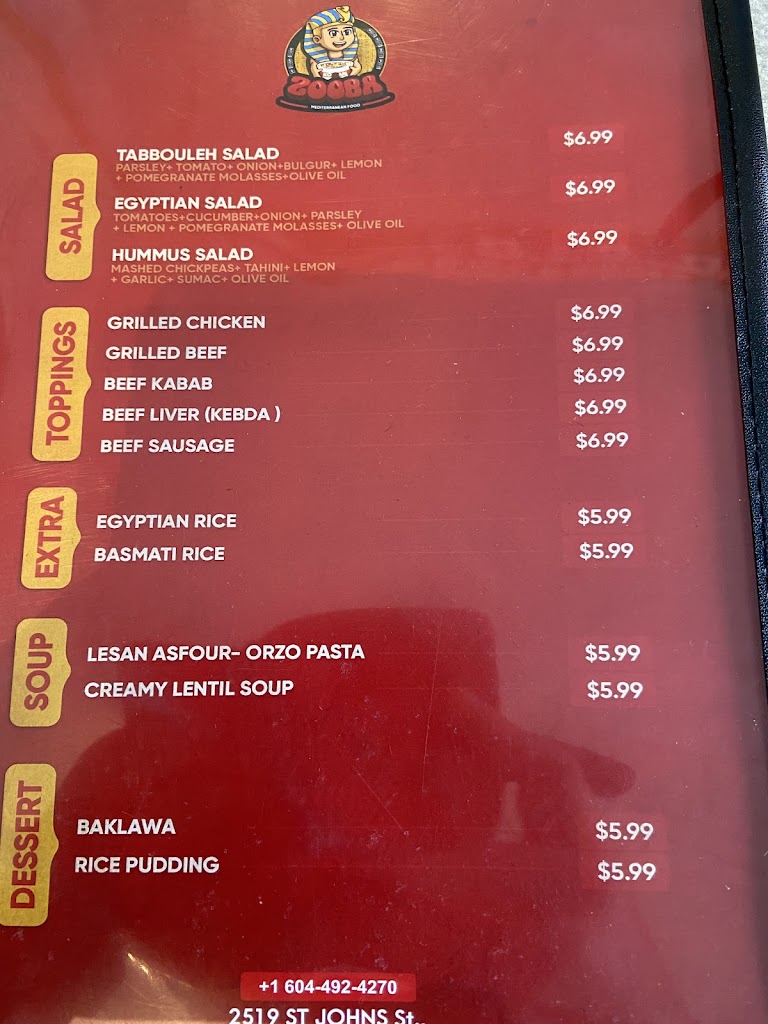 ZOOBA
MEDITERRANEAN FOOD
SALAD
TABBOULEH SALAD $6.99
PARSLEY+ TOMATO+ ONION+BULGUR+ LEMON
+ POMEGRANATE MOLASSES+OLIVE OIL
EGYPTIAN SALAD $6.99
TOMATOES+CUCUMBER+ONION+ PARSLEY
+ LEMON + POMEGRANATE MOLASSES+ OLIVE OIL
HUMMUS SALAD $6.99
MASHED CHICKPEAS+ TAHINI+ LEMON
+ GARLIC+ SUMAC+ OLIVE OIL
TOPPINGS
GRILLED CHICKEN $6.99
GRILLED BEEF $6.99
BEEF KABAB $6.99
BEEF LIVER (KEBDA ) $6.99
BEEF SAUSAGE $6.99
EXTRA
EGYPTIAN RICE $5.99
BASMATI RICE $5.99
SOUP
LESAN ASFOUR- ORZO PASTA $5.99
CREAMY LENTIL SOUP $5.99
DESSERT
BAKLAWA $5.99
RICE PUDDING $5.99
+1 604-492-4270
2519 ST JOHNS St.,